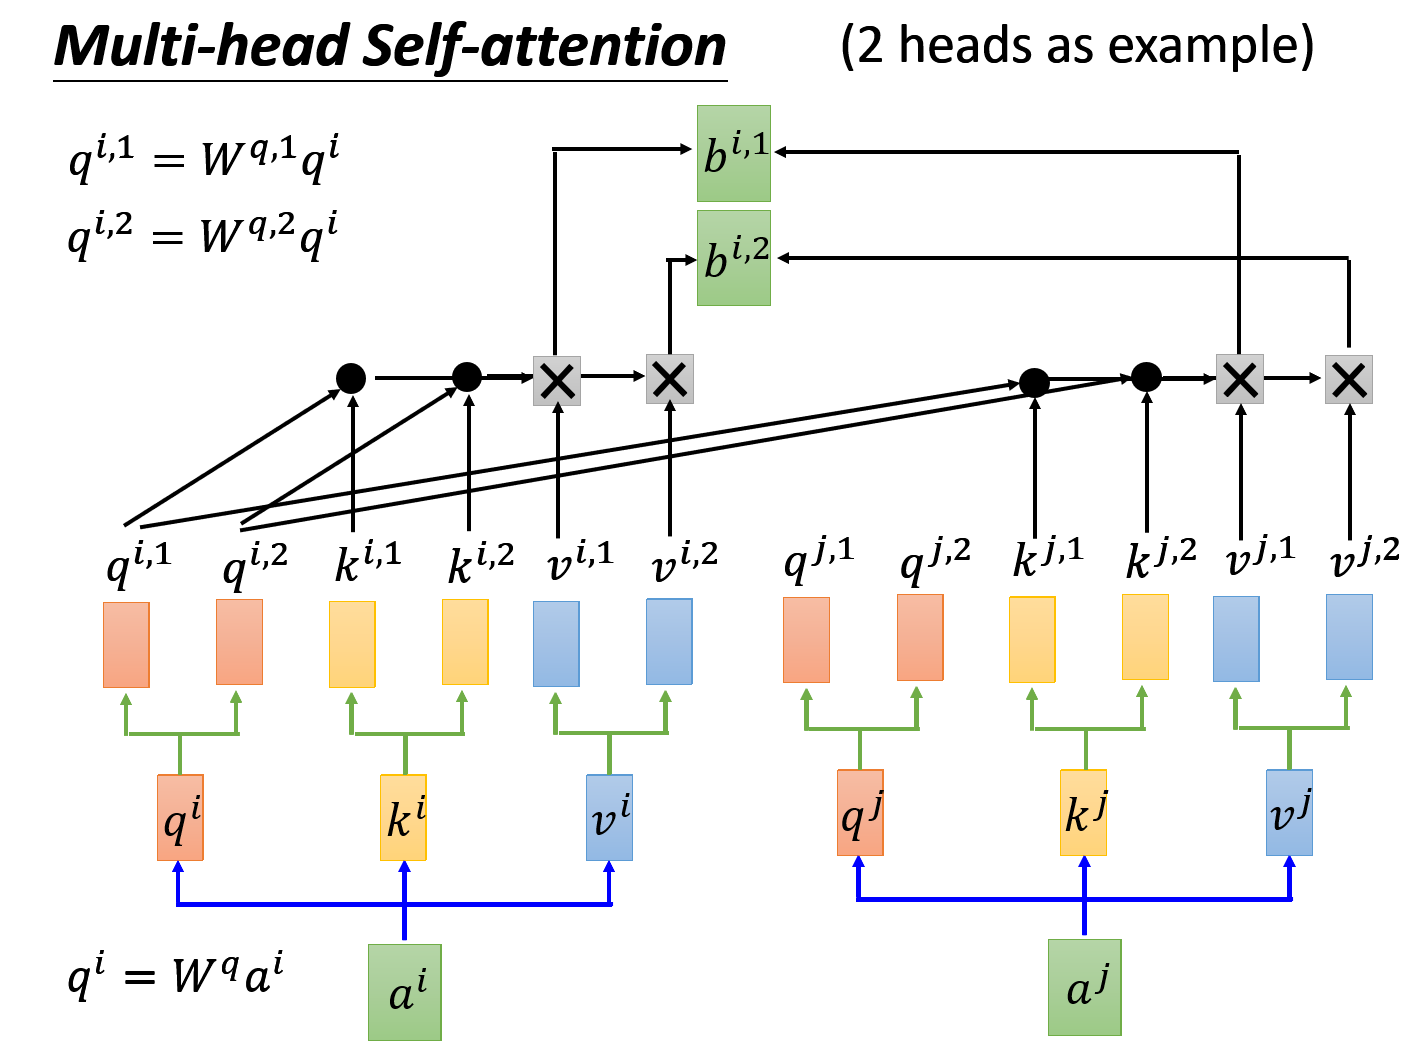 Multi-head Self-attention (2 heads as example)
q^{i,1} = W^{q,1}q^i
q^{i,2} = W^{q,2}q^i
b^{i,1}
b^{i,2}
× × × ×
q^{i,1} q^{i,2} k^{i,1} k^{i,2} v^{i,1} v^{i,2} q^{j,1} q^{j,2} k^{j,1} k^{j,2} v^{j,1} v^{j,2}
q^i k^i v^i q^j k^j v^j
q^i = W^q a^i
a^i a^j